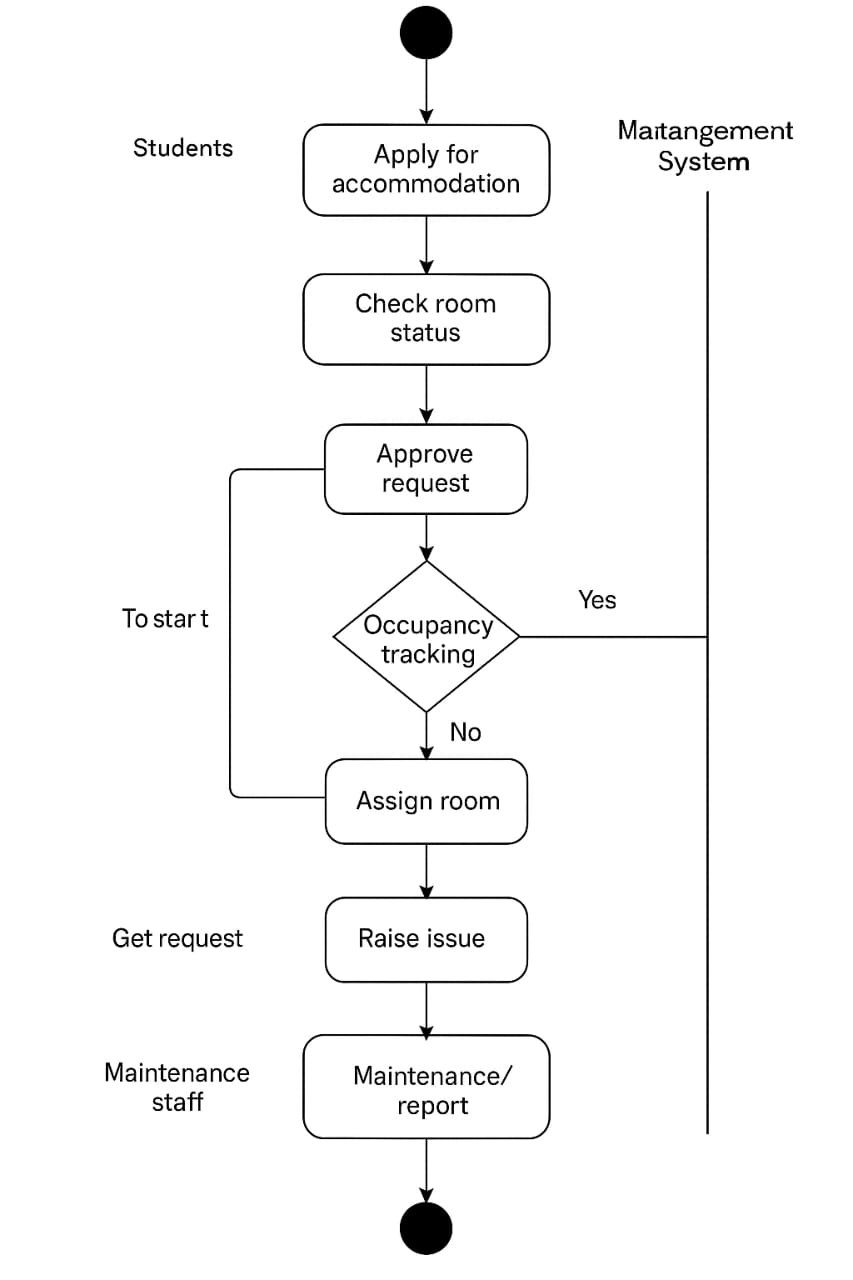 Students
Apply for
accommodation
Maıtangement
System
Check room
status
Approve
request
To start
Occupancy
tracking
Yes
No
Assign room
Get request
Raise issue
Maintenance
staff
Maintenance/
report